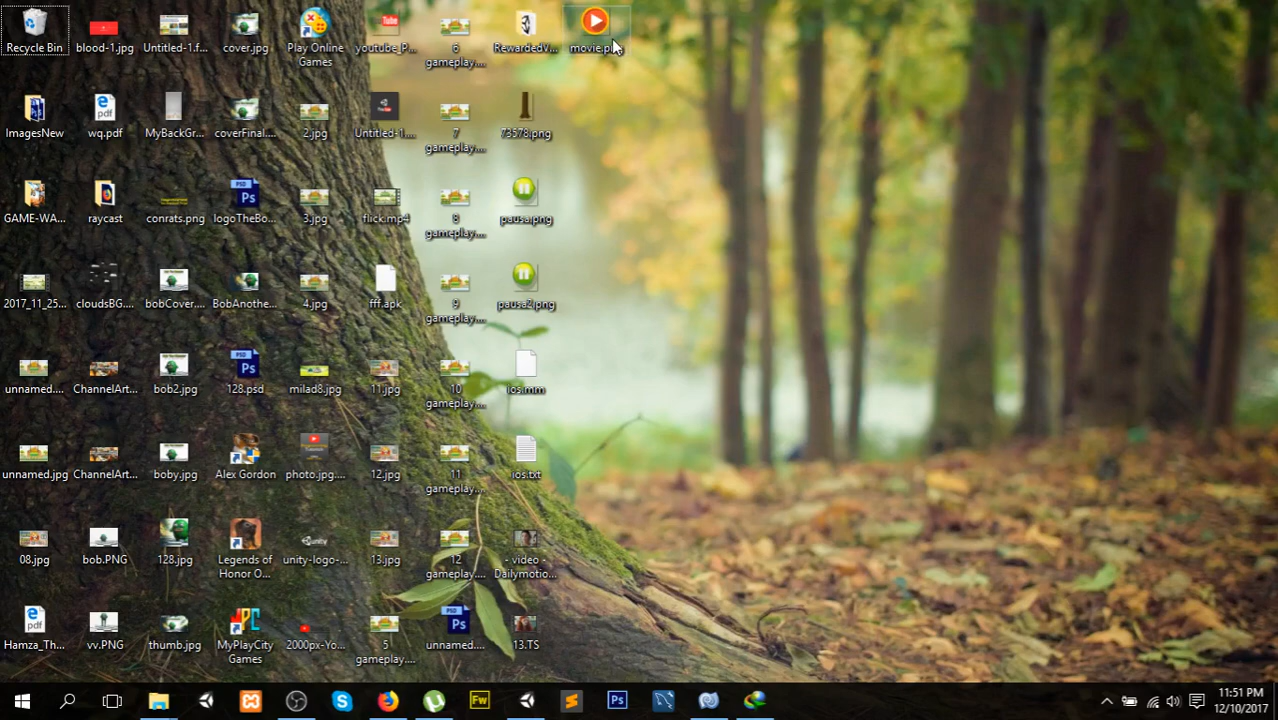 Recycle Bin
blood-1.jpg
Untitled-1.f...
cover.jpg
Play Online
Games
youtube_P...
6
gameplay....
RewardedV...
ImagesNew
wq.pdf
MyBackGr...
coverFinal....
2.jpg
Untitled-1....
7
gameplay....
73578.png
GAME-WA...
raycast
conrats.png
logoTheBo...
3.jpg
flick.mp4
8
gameplay....
pausa.png
2017_11_25...
cloudsBG....
bobCover....
BobAnothe...
4.jpg
fff.apk
9
gameplay....
pausa2.png
unnamed....
ChannelArt...
bob2.jpg
128.psd
milad8.jpg
11.jpg
10
gameplay....
ios.mm
unnamed.jpg
ChannelArt...
boby.jpg
Alex Gordon
photo.jpg....
12.jpg
11
gameplay....
ios.txt
08.jpg
bob.PNG
128.jpg
Legends of
Honor O...
unity-logo-...
13.jpg
12
gameplay....
- video -
Dailymotio...
Hamza_Th...
vv.PNG
thumb.jpg
MyPlayCity
Games
2000px-Yo...
5
gameplay....
unnamed....
13.TS
11:51 PM
12/10/2017